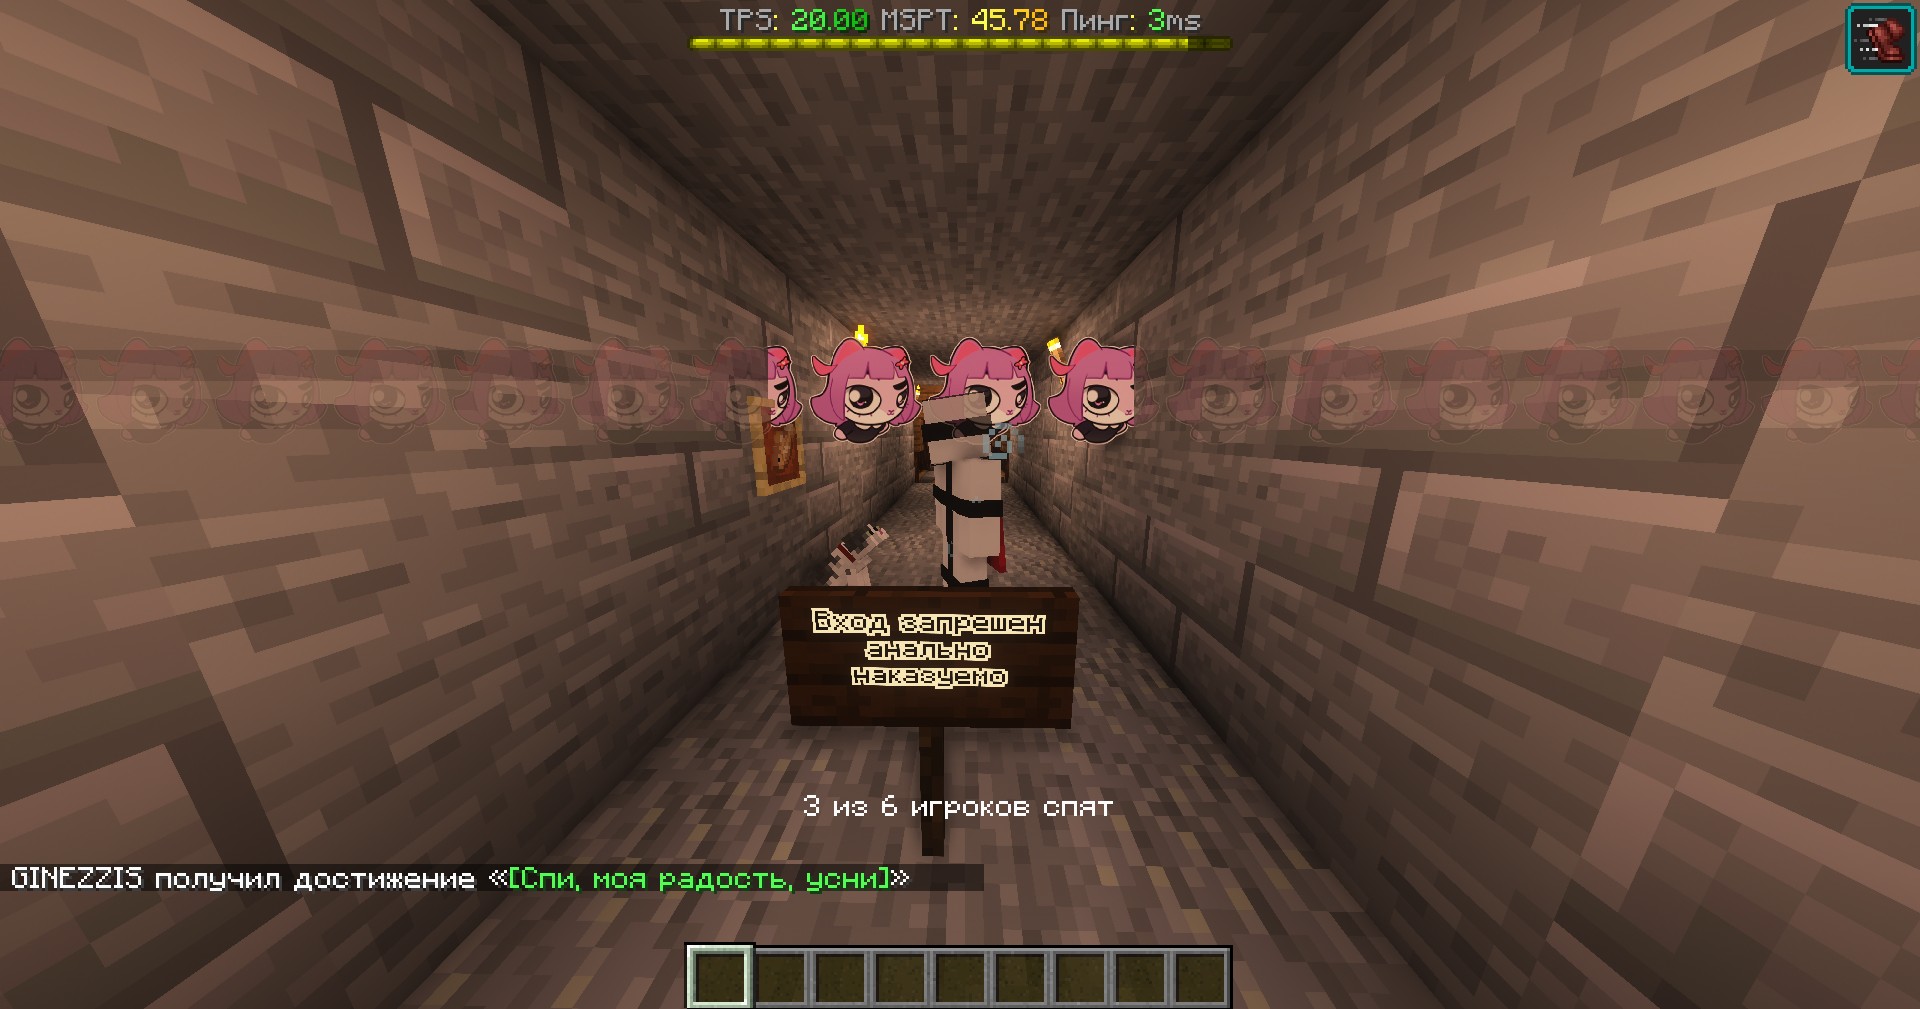 TPS: 20.00 MSPT: 45.78 Пинг: 3ms
Вход запрешен
анально
наказуемо
3 из 6 игроков спят
GINEZZIS получил достижение «[Спи, моя радость, усни]»